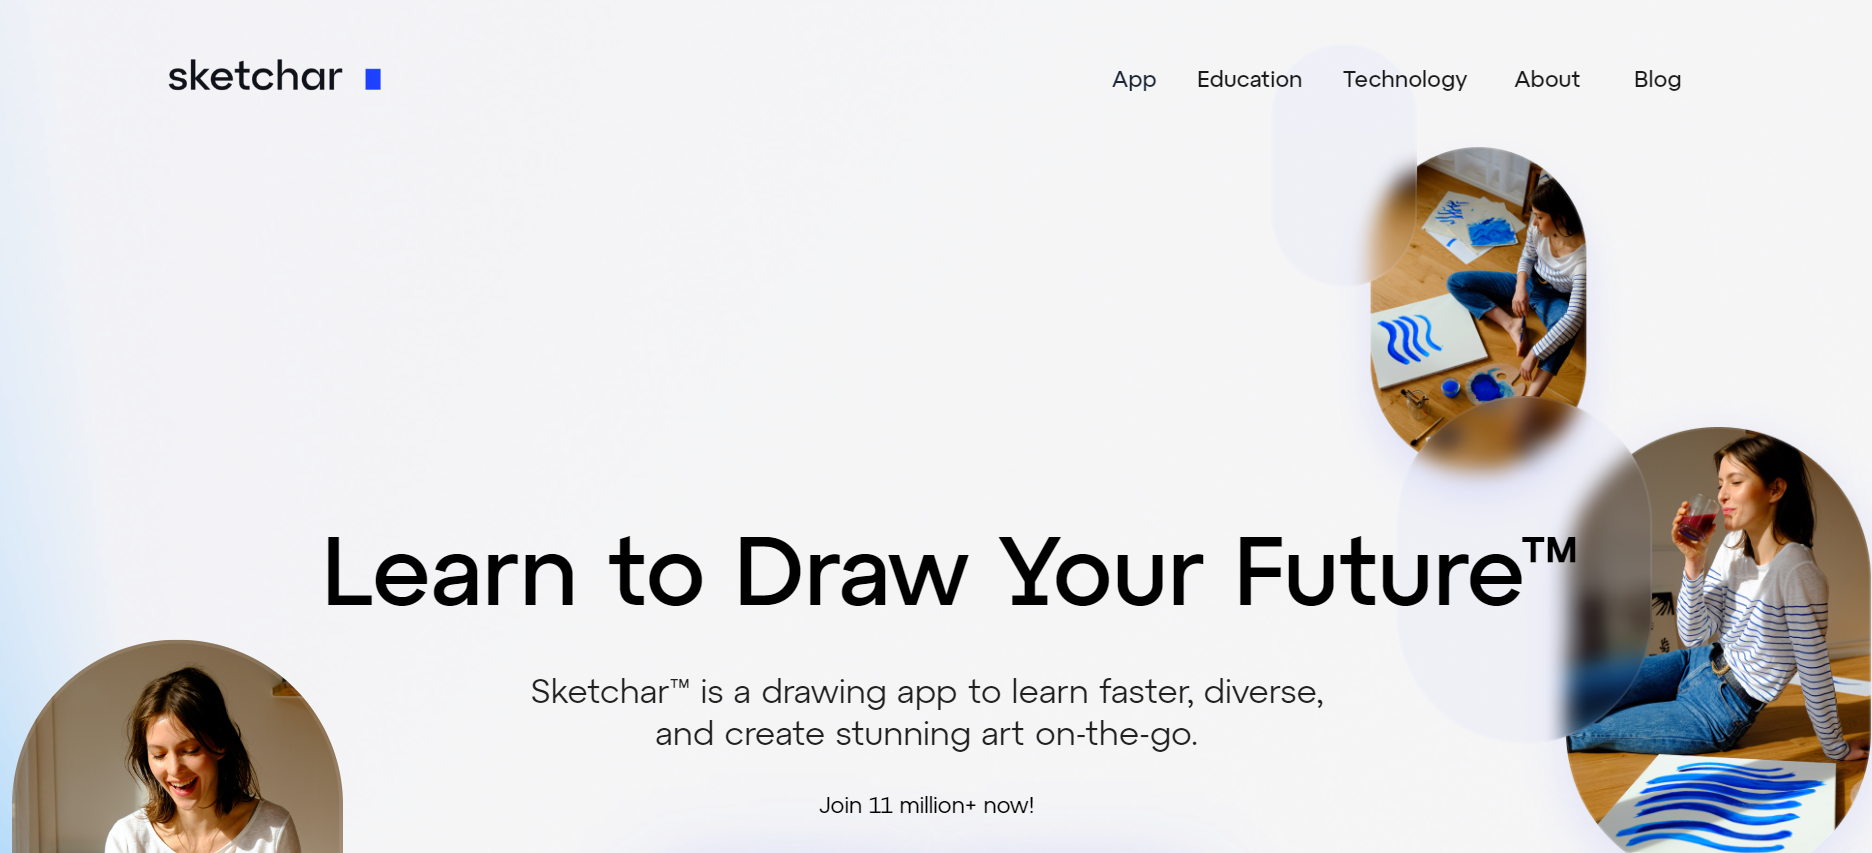 sketchar
App Education Technology About Blog
Learn to Draw Your Future™
Sketchar™ is a drawing app to learn faster, diverse,
and create stunning art on-the-go.
Join 11 million+ now!